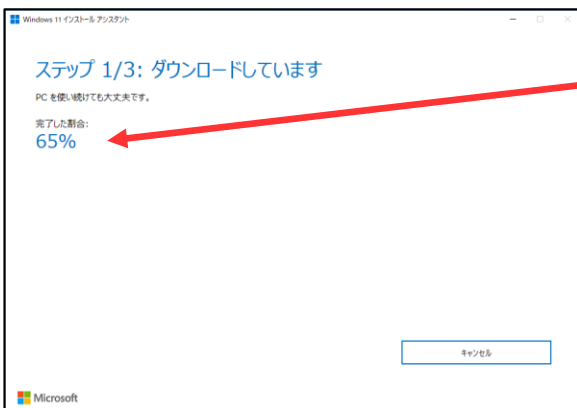 Windows 11 インストール アシスタント
ステップ 1/3: ダウンロードしています
PC を使い続けても大丈夫です。
完了した割合:
65%
キャンセル
Microsoft